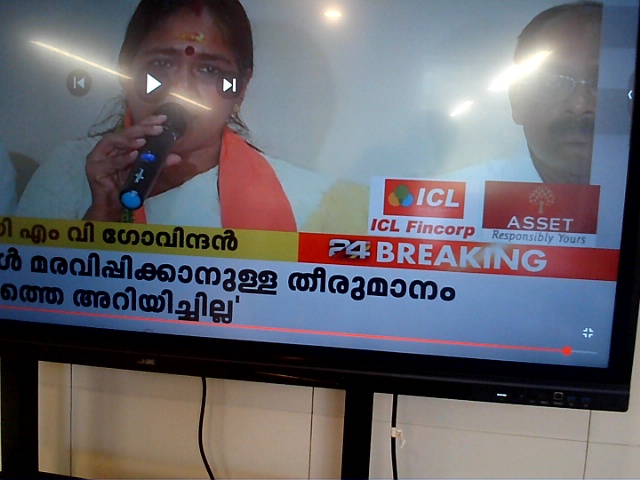 ICL
ICL Fincorp
ASSET
Responsibly Yours
എം വി ഗോവിന്ദൻ
24 BREAKING
മരവിപ്പിക്കാനുള്ള തീരുമാനം
അറിയിച്ചില്ല'